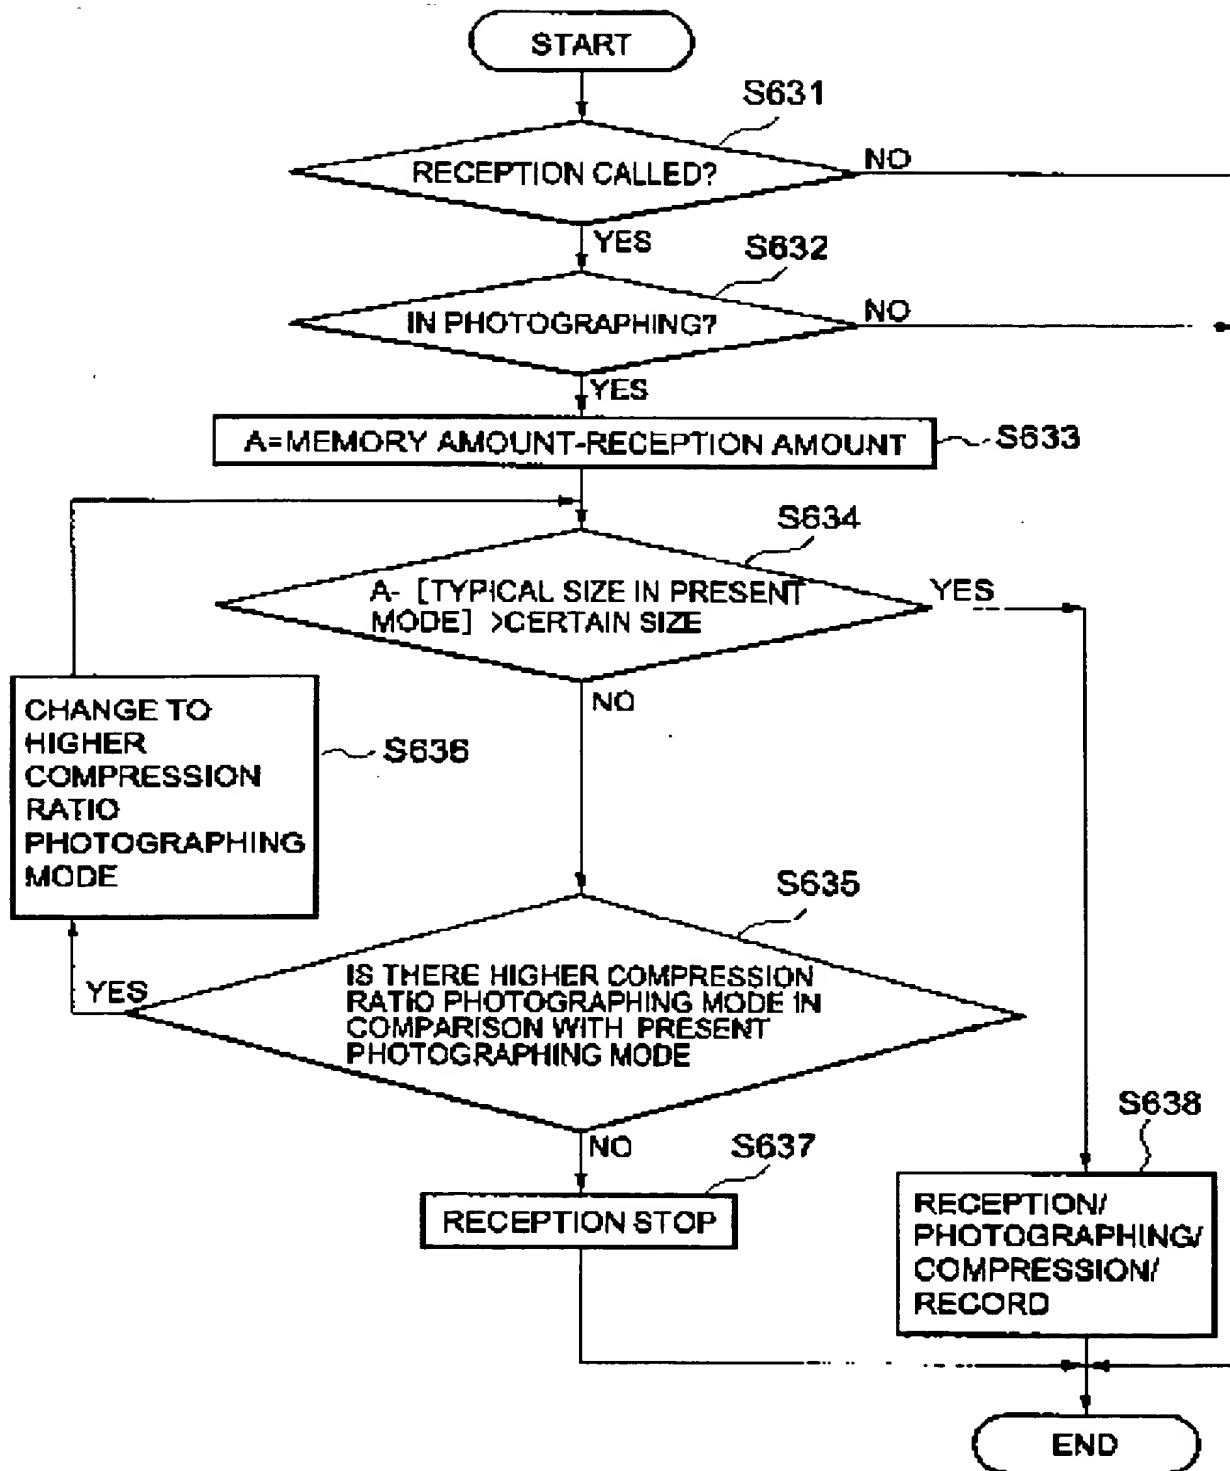 START
S631
RECEPTION CALLED?
NO
YES
S632
IN PHOTOGRAPHING?
NO
YES
A=MEMORY AMOUNT-RECEPTION AMOUNT
S633
S634
A- [TYPICAL SIZE IN PRESENT
MODE] >CERTAIN SIZE
YES
NO
CHANGE TO
HIGHER
COMPRESSION
RATIO
PHOTOGRAPHING
MODE
S636
S635
IS THERE HIGHER COMPRESSION
RATIO PHOTOGRAPHING MODE IN
COMPARISON WITH PRESENT
PHOTOGRAPHING MODE
YES
NO
S637
RECEPTION STOP
S638
RECEPTION/
PHOTOGRAPHING/
COMPRESSION/
RECORD
END